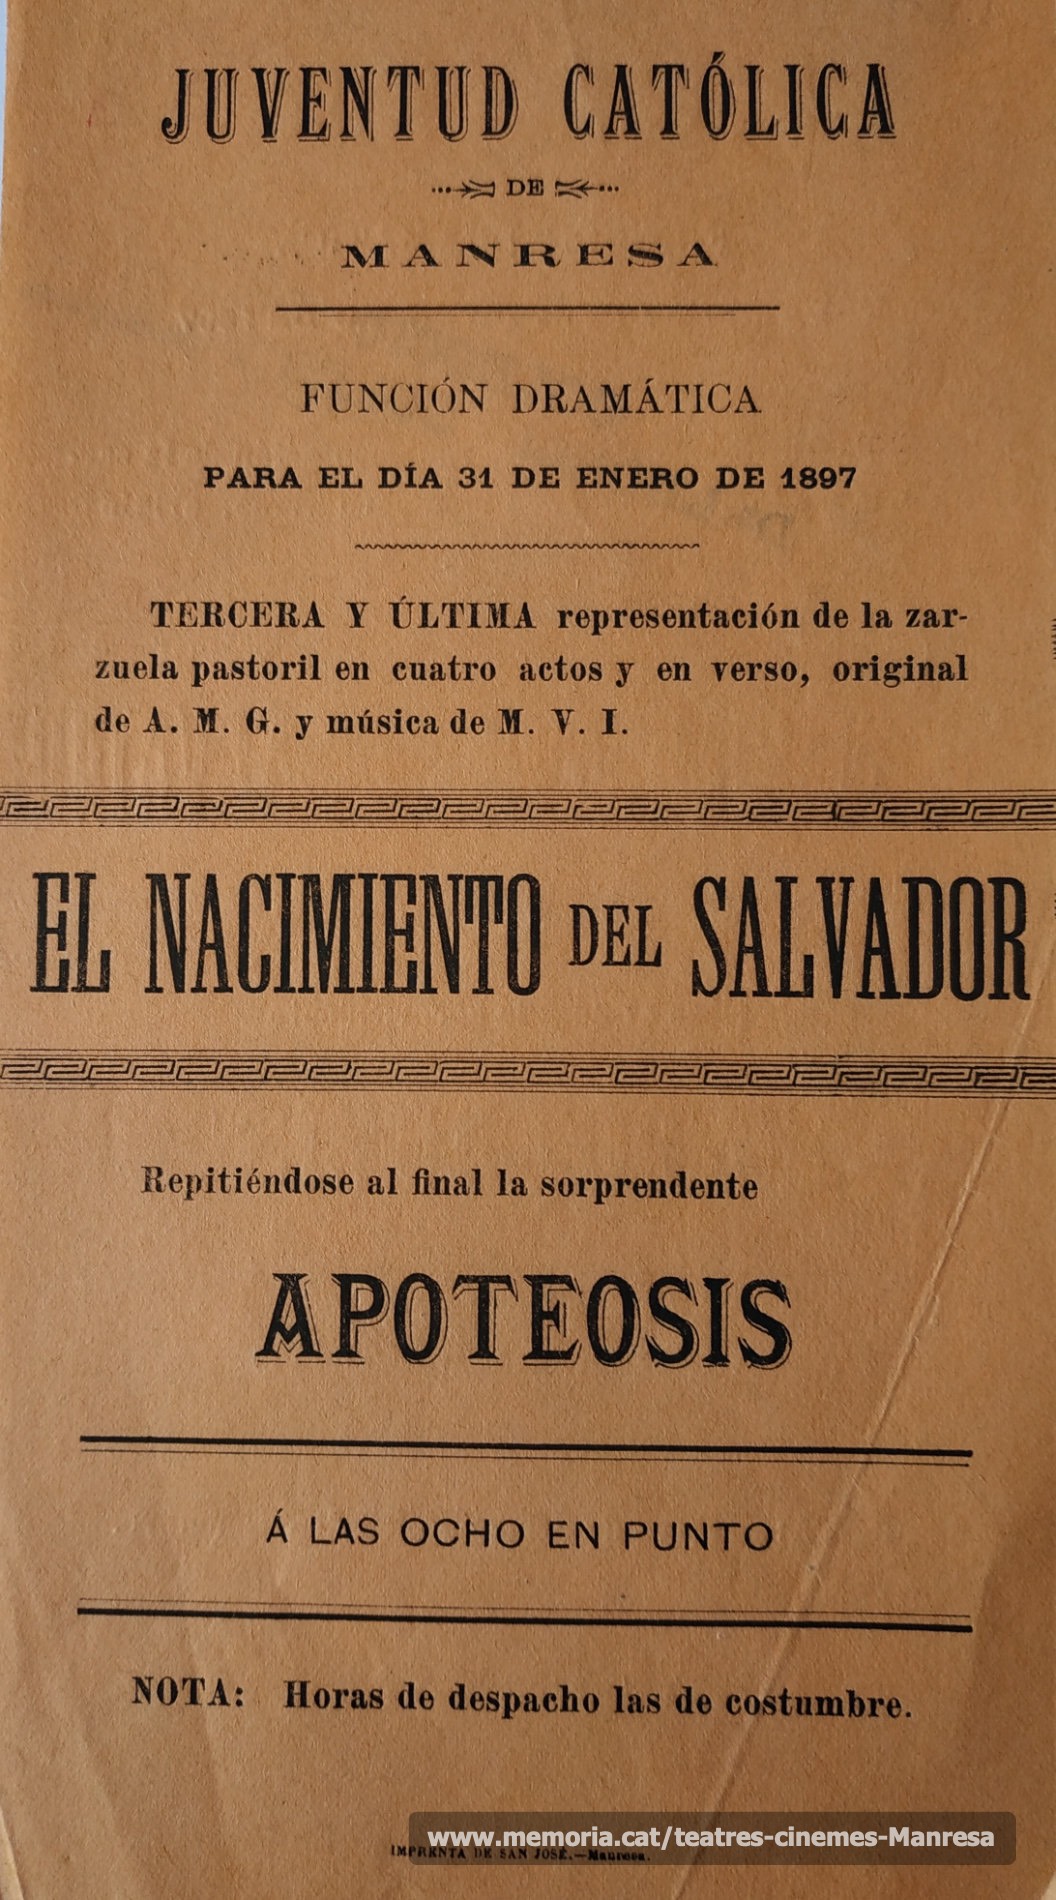 JUVENTUD CATÓLICA
DE
MANRESA
FUNCIÓN DRAMÁTICA
PARA EL DÍA 31 DE ENERO DE 1897
TERCERA Y ÚLTIMA representación de la zar-
zuela pastoril en cuatro actos y en verso, original
de A. M. G. y música de M. V. I.
EL NACIMIENTO DEL SALVADOR
Repitiéndose al final la sorprendente
APOTEOSIS
Á LAS OCHO EN PUNTO
NOTA: Horas de despacho las de costumbre.
www.memoria.cat/teatres-cinemes-Manresa
IMPRENTA DE SAN JOSÉ.—Manresa.